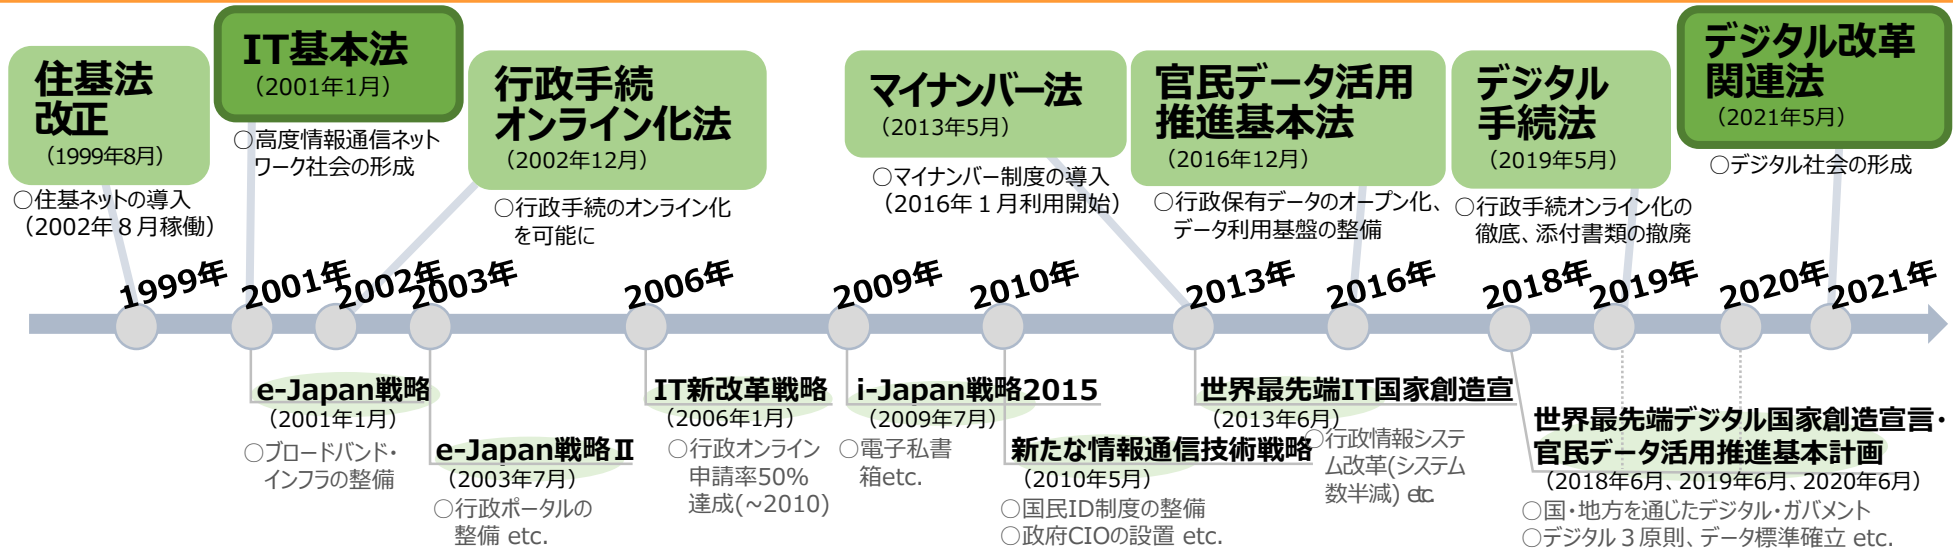 住基法
改正
（1999年8月）
○住基ネットの導入
（2002年８月稼働）
IT基本法
（2001年1月）
○高度情報通信ネット
ワーク社会の形成
行政手続
オンライン化法
（2002年12月）
○行政手続のオンライン化
を可能に
マイナンバー法
（2013年5月）
○マイナンバー制度の導入
（2016年１月利用開始）
官民データ活用
推進基本法
（2016年12月）
○行政保有データのオープン化、
データ利用基盤の整備
デジタル
手続法
（2019年5月）
○行政手続オンライン化の
徹底、添付書類の撤廃
デジタル改革
関連法
（2021年5月）
○デジタル社会の形成
1999年
2001年
2002年
2003年
2006年
2009年
2010年
2013年
2016年
2018年
2019年
2020年
2021年
e-Japan戦略
（2001年1月）
○ブロードバンド・
インフラの整備
e-Japan戦略Ⅱ
（2003年7月）
○行政ポータルの
整備 etc.
IT新改革戦略
（2006年1月）
○行政オンライン
申請率50%
達成(~2010)
i-Japan戦略2015
（2009年7月）
○電子私書
箱etc.
新たな情報通信技術戦略
（2010年5月）
○国民ID制度の整備
○政府CIOの設置 etc.
世界最先端IT国家創造宣
（2013年6月）
○行政情報システ
ム改革(システム
数半減) etc.
世界最先端デジタル国家創造宣言・
官民データ活用推進基本計画
（2018年6月、2019年6月、2020年6月）
○国・地方を通じたデジタル・ガバメント
○デジタル３原則、データ標準確立 etc.